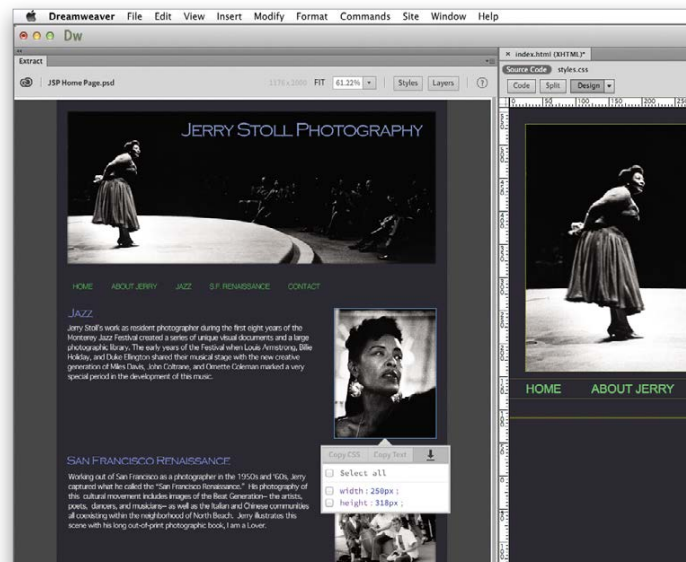 Dreamweaver File Edit View Insert Modify Format Commands Site Window Help
Dw
Extract
JSP Home Page.psd
FIT 61.22% Styles Layers ?
JERRY STOLL PHOTOGRAPHY
HOME ABOUT JERRY JAZZ S.F. RENAISSANCE CONTACT
JAZZ
Jerry Stoll's work as resident photographer during the first eight years of the
Monterey Jazz Festival created a series of unique visual documents and a large
photographic library. The early years of the Festival when Louis Armstrong, Billie
Holiday, and Duke Ellington shared their musical stage with the new creative
generation of Miles Davis, John Coltrane, and Ornette Coleman marked a very
special period in the development of this music.
Copy CSS Copy Text
Select all
width : 250px ;
height : 318px ;
SAN FRANCISCO RENAISSANCE
Working out of San Francisco as a photographer in the 1950s and '60s, Jerry
captured what he called the "San Francisco Renaissance." His photography of
this cultural movement includes images of the Beat Generation– the artists,
poets, dancers, and musicians– as well as the Italian and Chinese communities
all coexisting within the neighborhood of North Beach. Jerry illustrates this
scene with his long out-of-print photographic book, I am a Lover.
× index.html (XHTML)*
Source Code styles.css
Code Split Design
0 50 100 150 200 250
HOME ABOUT JERRY